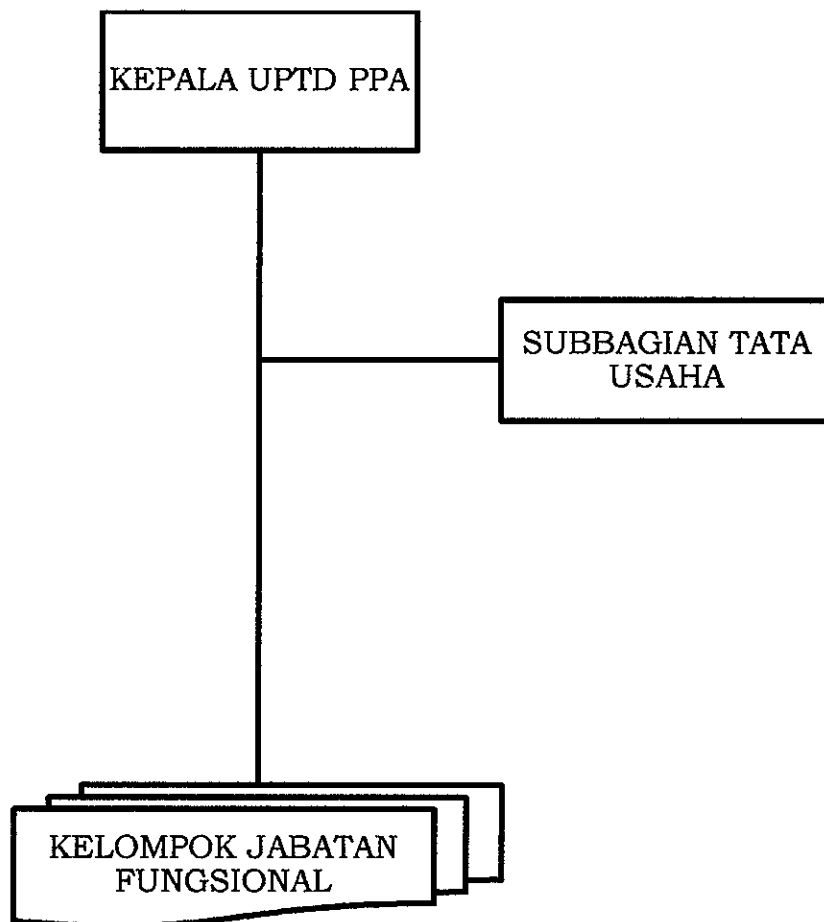 KEPALA UPTD PPA
SUBBAGIAN TATA
USAHA
KELOMPOK JABATAN
FUNGSIONAL